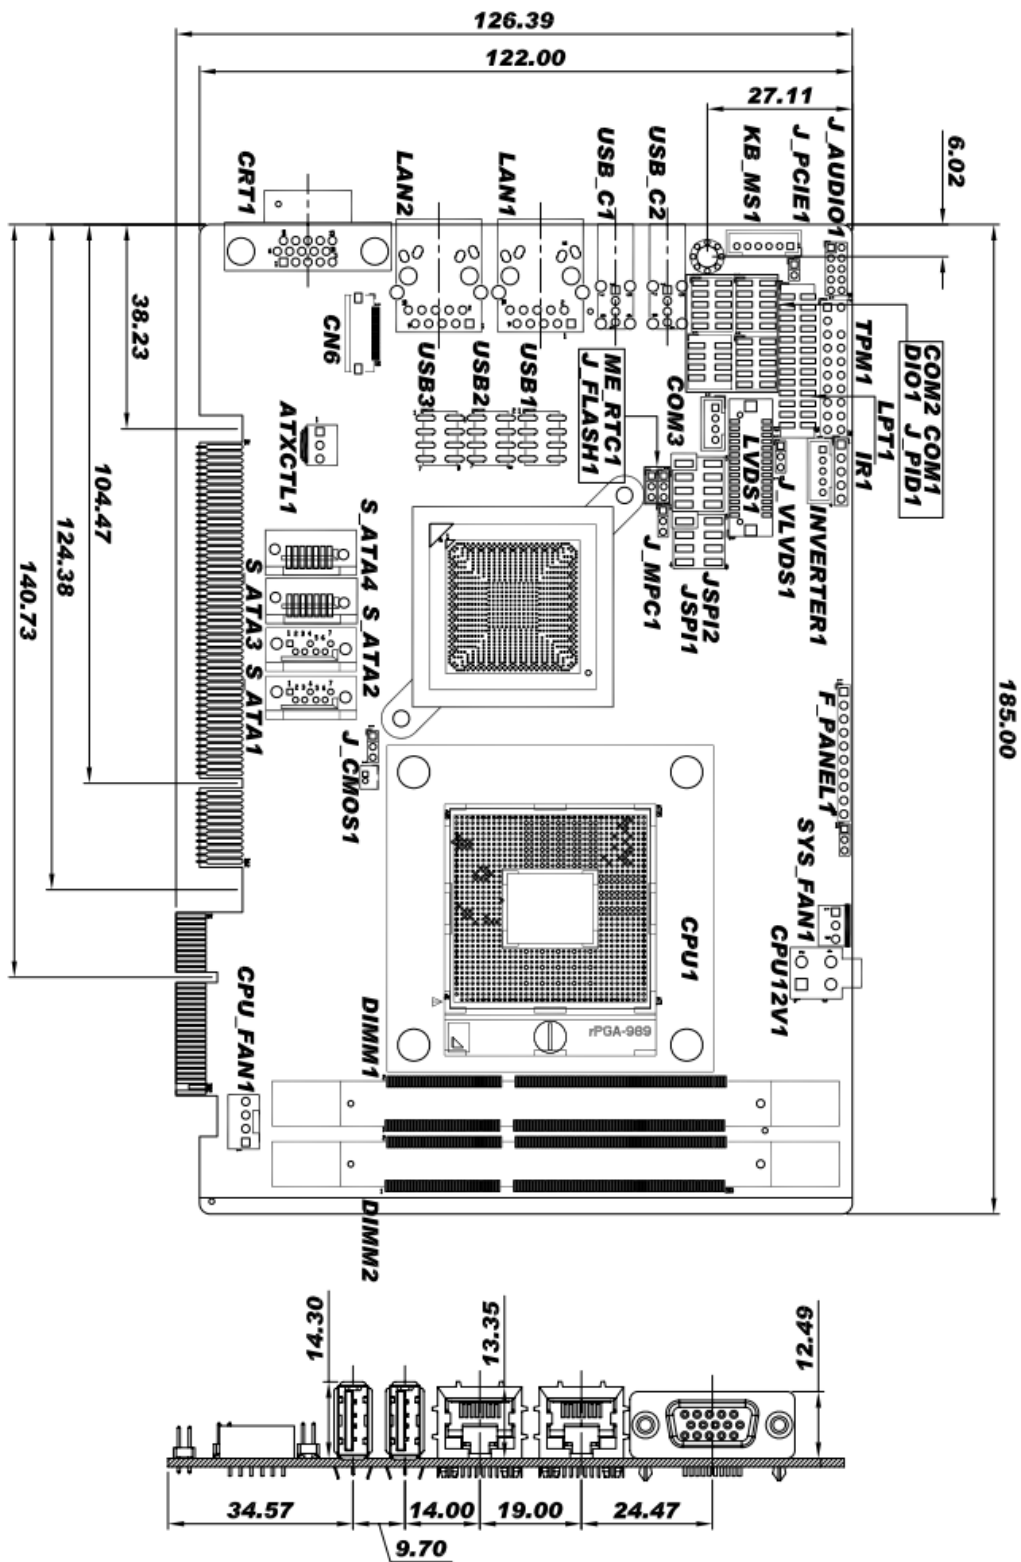 126.39
122.00
27.11
6.02
J_AUDIO1
J_PCIE1
KB_MS1
USB_C2
USB_C1
LAN1
LAN2
CRT1
38.23
104.47
124.38
140.73
185.00
CN6
ATXCTL1
USB3
USB2
USB1
ME_RTC1
J_FLASH1
COM3
LVDS1
TPM1
LPT1
IR1
COM2 COM1
DIO1 J_PID1
J_VLVDS1
INVERTER1
JSPI2
JSPI1
J_MPC1
S_ATA4 S_ATA2
S_ATA3 S_ATA1
J_CMOS1
F_PANEL1
SYS_FAN1
CPU12V1
CPU1
rPGA-989
CPU_FAN1
DIMM1
DIMM2
14.30
13.35
12.49
34.57
14.00
19.00
24.47
9.70